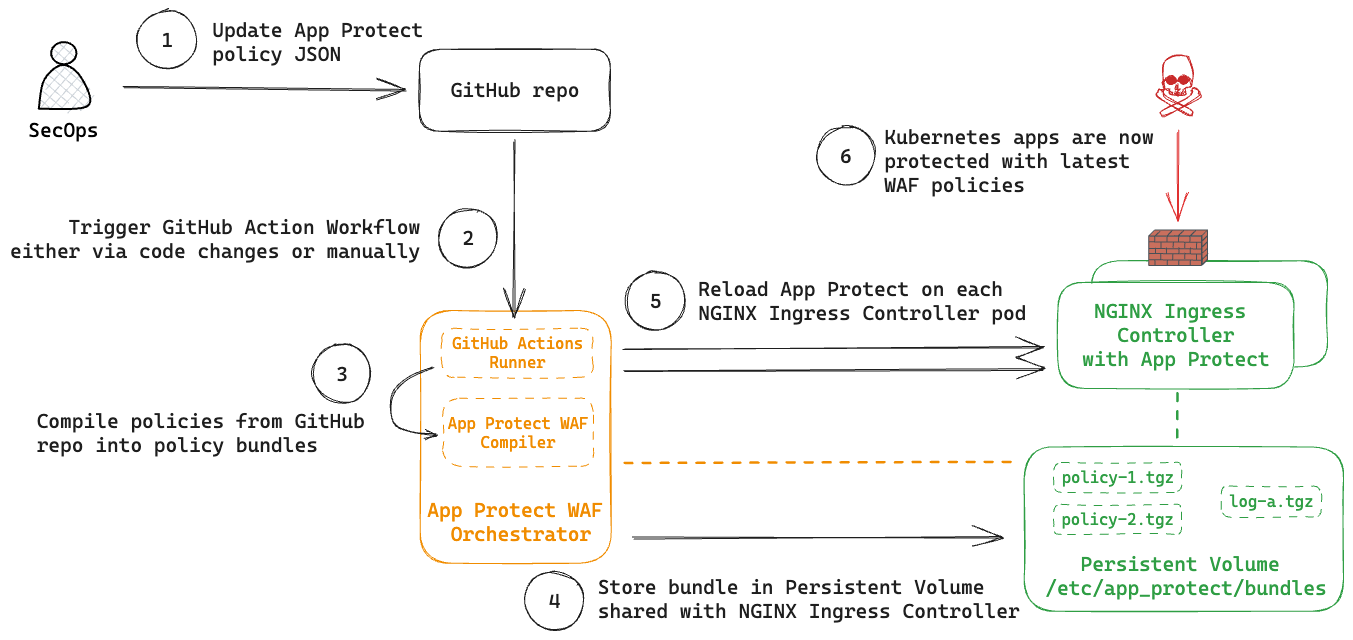 1
Update App Protect
policy JSON
SecOps
GitHub repo
6
Kubernetes apps are now
protected with latest
WAF policies
Trigger GitHub Action Workflow
either via code changes or manually
2
5
Reload App Protect on each
NGINX Ingress Controller pod
NGINX Ingress
Controller
with App Protect
GitHub Actions
Runner
3
Compile policies from GitHub
repo into policy bundles
App Protect WAF
Compiler
App Protect WAF
Orchestrator
policy-1.tgz
policy-2.tgz
log-a.tgz
Persistent Volume
/etc/app_protect/bundles
4
Store bundle in Persistent Volume
shared with NGINX Ingress Controller